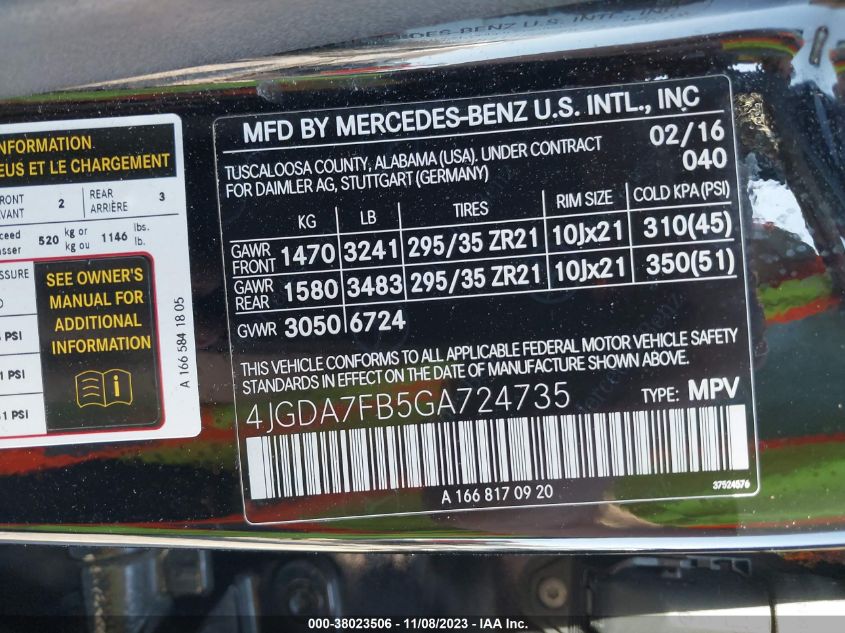 MFD BY MERCEDES-BENZ U.S. INTL., INC
TUSCALOOSA COUNTY, ALABAMA (USA). UNDER CONTRACT
FOR DAIMLER AG, STUTTGART (GERMANY)
02/16
040
KG LB TIRES RIM SIZE COLD KPA(PSI)
GAWR FRONT 1470 3241 295/35 ZR21 10Jx21 310(45)
GAWR REAR 1580 3483 295/35 ZR21 10Jx21 350(51)
GVWR 3050 6724
THIS VEHICLE CONFORMS TO ALL APPLICABLE FEDERAL MOTOR VEHICLE SAFETY
STANDARDS IN EFFECT ON THE DATE OF MANUFACTURE SHOWN ABOVE.
4JGDA7FB5GA724735 TYPE: MPV
A 166 817 09 20
37524576
INFORMATION.
EUS ET LE CHARGEMENT
FRONT 2 REAR 3
AVANT ARRIÈRE
520 kg or 1146 lbs.
kg ou lb.
SEE OWNER'S
MANUAL FOR
ADDITIONAL
INFORMATION
PSI
PSI
PSI
A 166 584 18 05
000-38023506 - 11/08/2023 - IAA Inc.